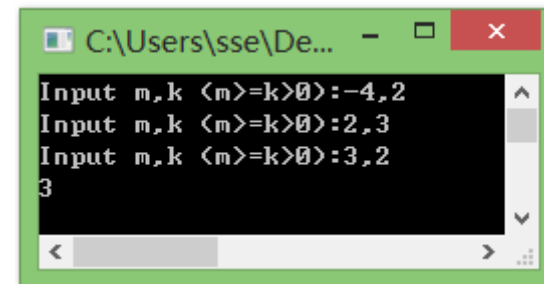 C:\Users\sse\De...
Input m,k (m>=k>0):-4,2
Input m,k (m>=k>0):2,3
Input m,k (m>=k>0):3,2
3